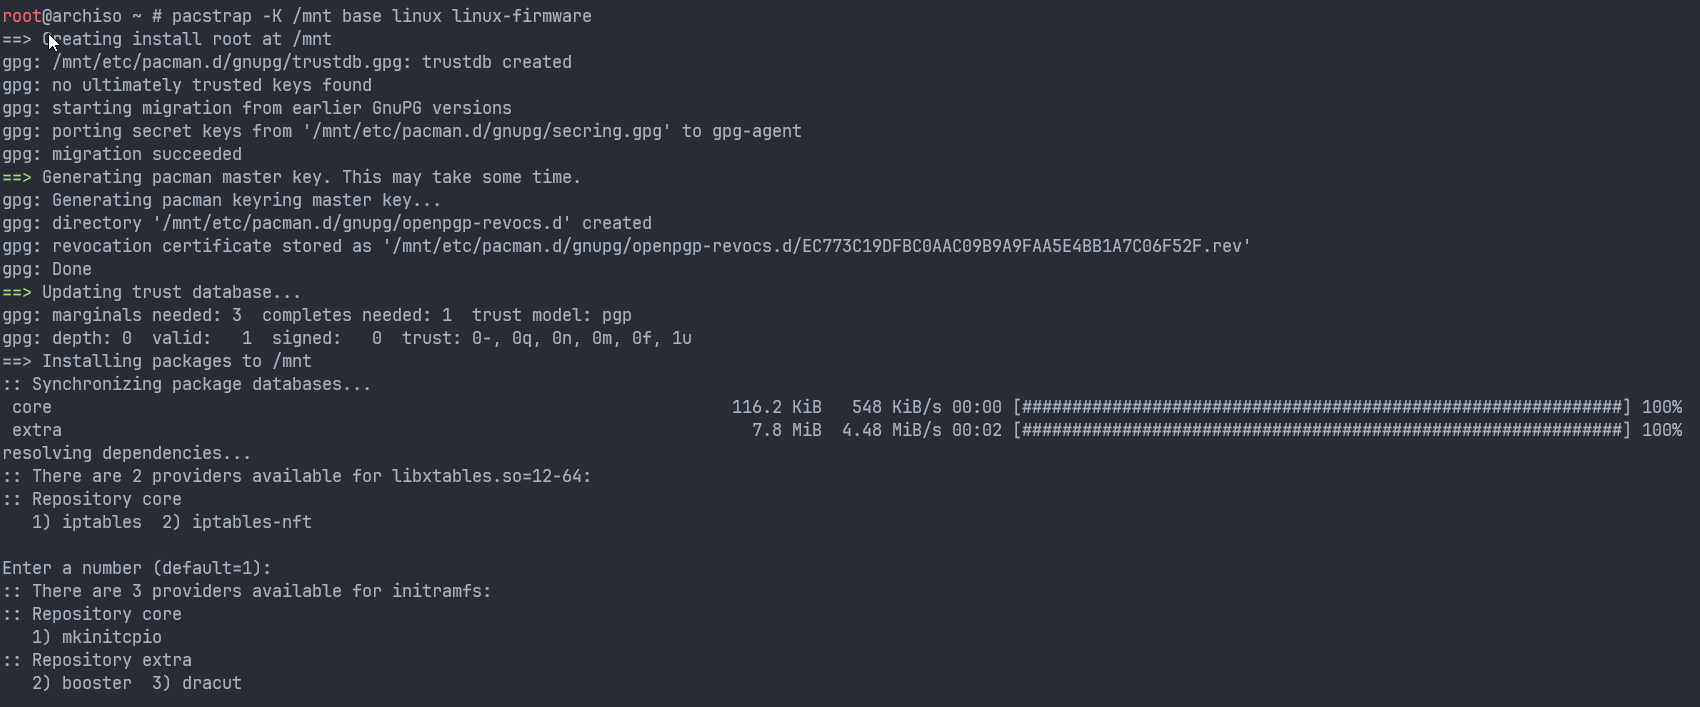 root@archiso ~ # pacstrap -K /mnt base linux linux-firmware
==> Creating install root at /mnt
gpg: /mnt/etc/pacman.d/gnupg/trustdb.gpg: trustdb created
gpg: no ultimately trusted keys found
gpg: starting migration from earlier GnuPG versions
gpg: porting secret keys from '/mnt/etc/pacman.d/gnupg/secring.gpg' to gpg-agent
gpg: migration succeeded
==> Generating pacman master key. This may take some time.
gpg: Generating pacman keyring master key...
gpg: directory '/mnt/etc/pacman.d/gnupg/openpgp-revocs.d' created
gpg: revocation certificate stored as '/mnt/etc/pacman.d/gnupg/openpgp-revocs.d/EC773C19DFBC0AAC09B9A9FAA5E4BB1A7C06F52F.rev'
gpg: Done
==> Updating trust database...
gpg: marginals needed: 3  completes needed: 1  trust model: pgp
gpg: depth: 0  valid:   1  signed:   0  trust: 0-, 0q, 0n, 0m, 0f, 1u
==> Installing packages to /mnt
:: Synchronizing package databases...
 core                                                                    116.2 KiB   548 KiB/s 00:00 [############################################################] 100%
 extra                                                                     7.8 MiB  4.48 MiB/s 00:02 [############################################################] 100%
resolving dependencies...
:: There are 2 providers available for libxtables.so=12-64:
:: Repository core
   1) iptables  2) iptables-nft
Enter a number (default=1):
:: There are 3 providers available for initramfs:
:: Repository core
   1) mkinitcpio
:: Repository extra
   2) booster  3) dracut